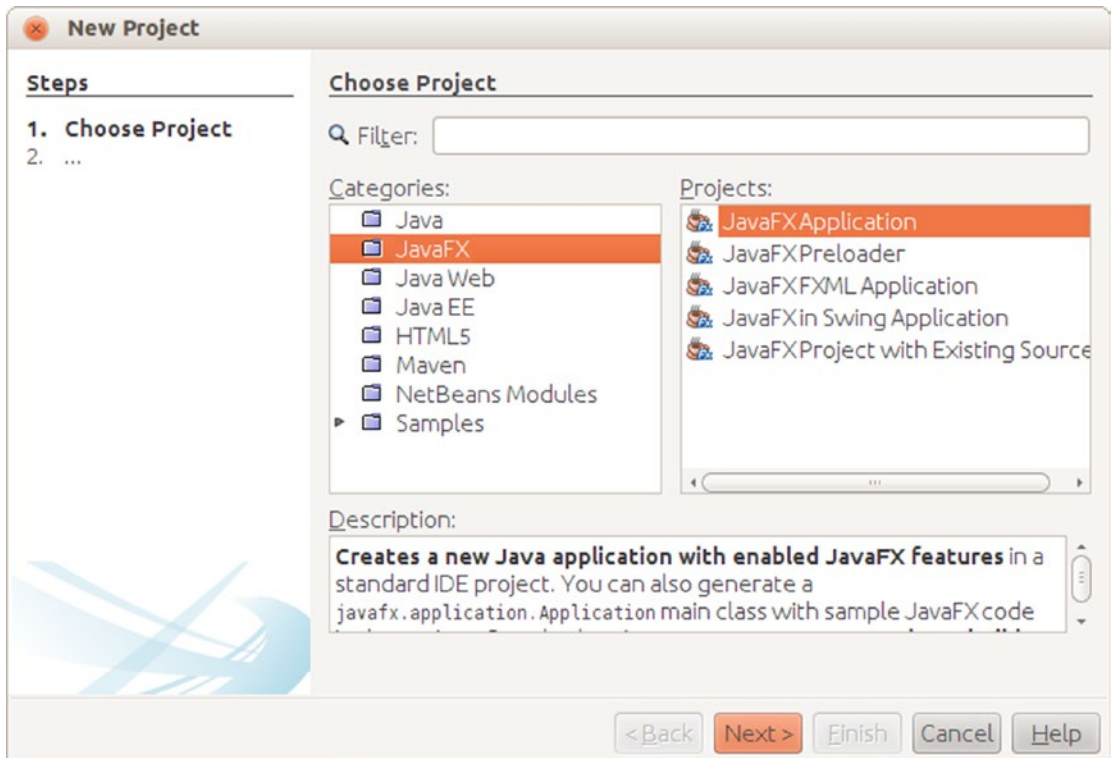 New Project
Steps
1. Choose Project
2. ...
Choose Project
Filter:
Categories:
Java
JavaFX
Java Web
Java EE
HTML5
Maven
NetBeans Modules
Samples
Projects:
JavaFX Application
JavaFX Preloader
JavaFX FXML Application
JavaFX in Swing Application
JavaFX Project with Existing Source
Description:
Creates a new Java application with enabled JavaFX features in a
standard IDE project. You can also generate a
javafx.application.Application main class with sample JavaFX code
< Back
Next >
Finish
Cancel
Help